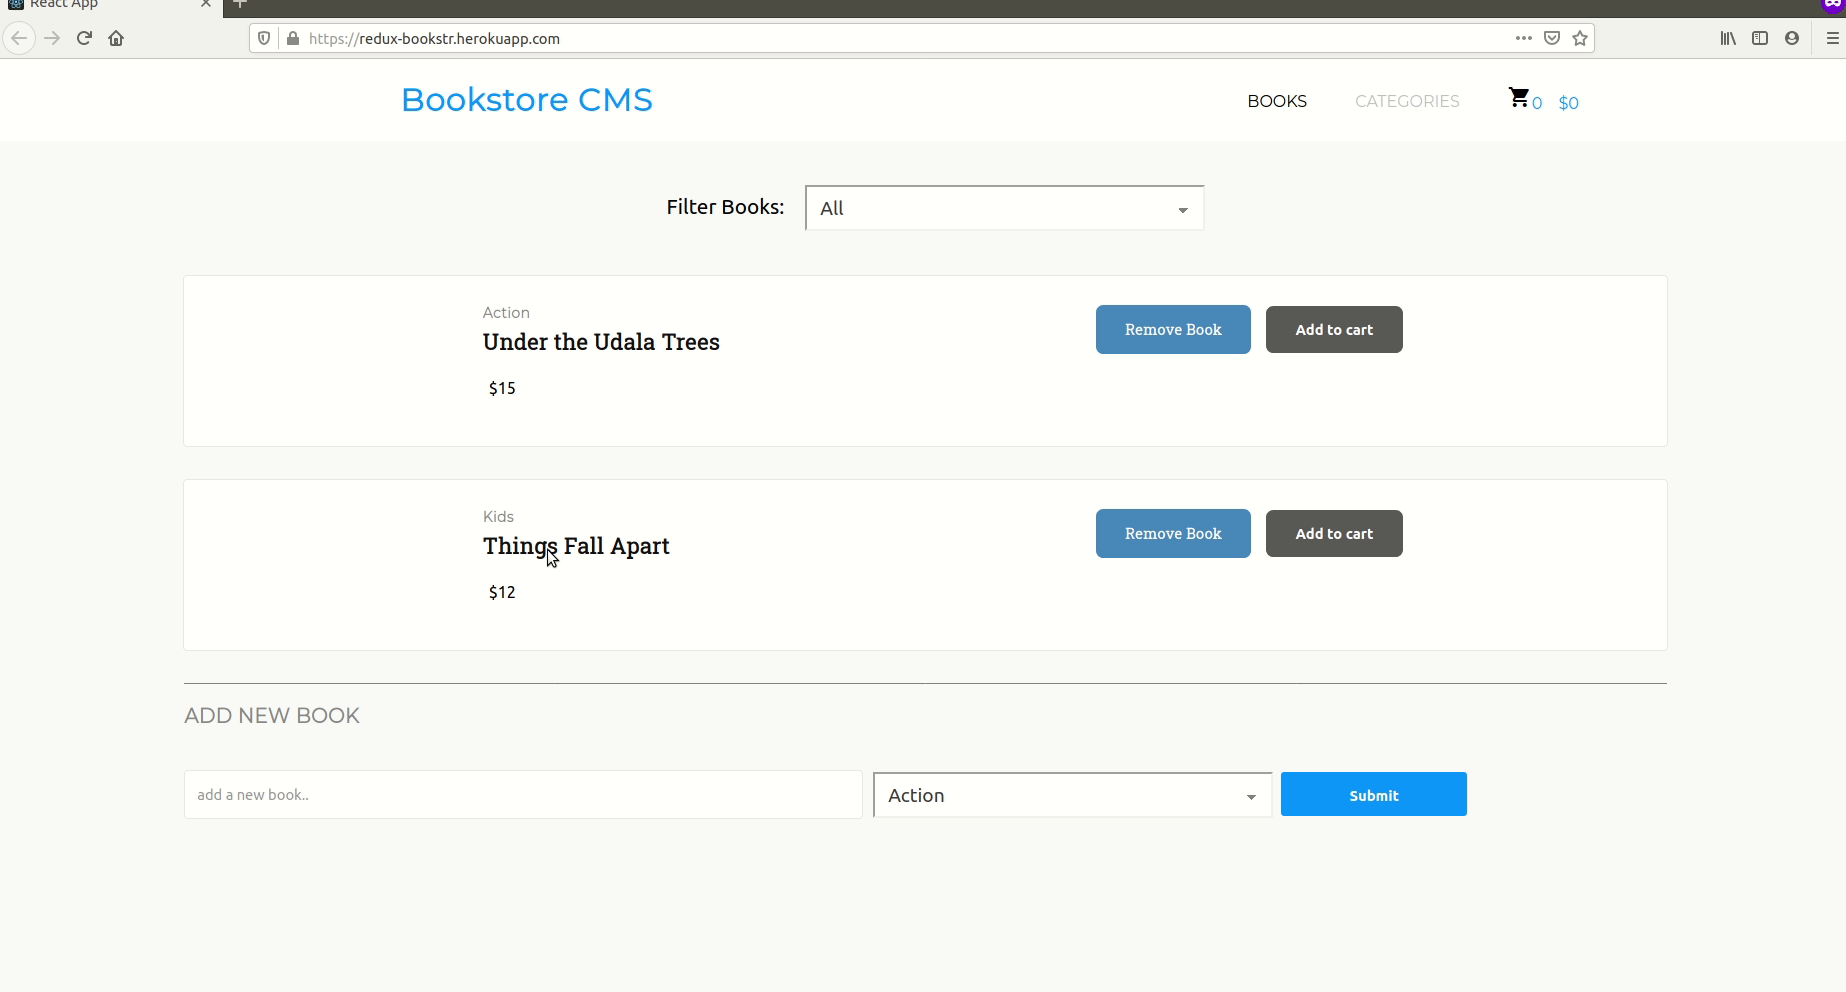 React App
https://redux-bookstr.herokuapp.com
Bookstore CMS
BOOKS
CATEGORIES
0 $0
Filter Books:
All
Action
Under the Udala Trees
$15
Remove Book
Add to cart
Kids
Things Fall Apart
$12
Remove Book
Add to cart
ADD NEW BOOK
add a new book..
Action
Submit